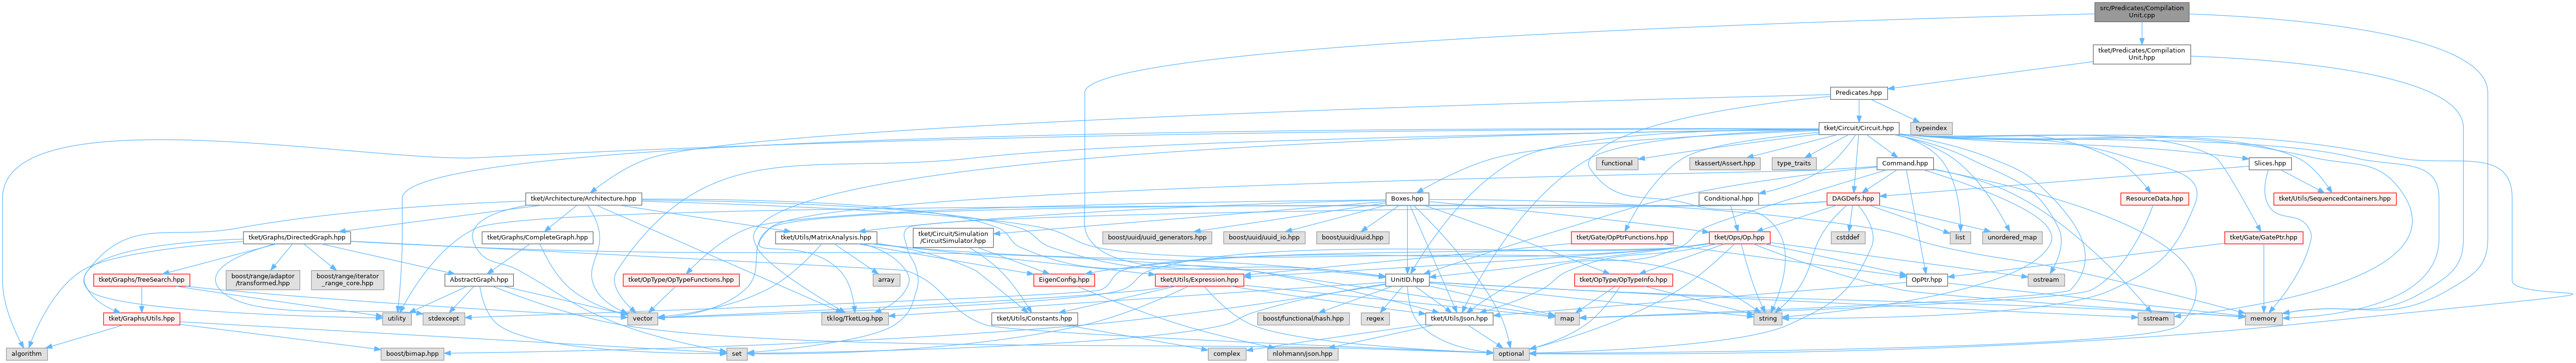 src/Predicates/Compilation
Unit.cpp
tket/Predicates/Compilation
Unit.hpp
Predicates.hpp
tket/Circuit/Circuit.hpp
typeindex
functional
tkassert/Assert.hpp
type_traits
Command.hpp
Slices.hpp
tket/Architecture/Architecture.hpp
Boxes.hpp
Conditional.hpp
DAGDefs.hpp
ResourceData.hpp
tket/Utils/SequencedContainers.hpp
tket/Graphs/DirectedGraph.hpp
tket/Graphs/CompleteGraph.hpp
tket/Utils/MatrixAnalysis.hpp
tket/Circuit/Simulation
/CircuitSimulator.hpp
boost/uuid/uuid_generators.hpp
boost/uuid/uuid_io.hpp
boost/uuid/uuid.hpp
tket/Gate/OpPtrFunctions.hpp
tket/Ops/Op.hpp
cstddef
list
unordered_map
tket/Gate/GatePtr.hpp
tket/Graphs/TreeSearch.hpp
boost/range/adaptor
/transformed.hpp
boost/range/iterator
_range_core.hpp
AbstractGraph.hpp
tket/OpType/OpTypeFunctions.hpp
array
EigenConfig.hpp
tket/Utils/Expression.hpp
UnitID.hpp
tket/OpType/OpTypeInfo.hpp
OpPtr.hpp
ostream
tket/Graphs/Utils.hpp
utility
stdexcept
vector
tklog/TketLog.hpp
tket/Utils/Constants.hpp
boost/functional/hash.hpp
regex
tket/Utils/Json.hpp
map
string
sstream
memory
algorithm
boost/bimap.hpp
set
complex
nlohmann/json.hpp
optional